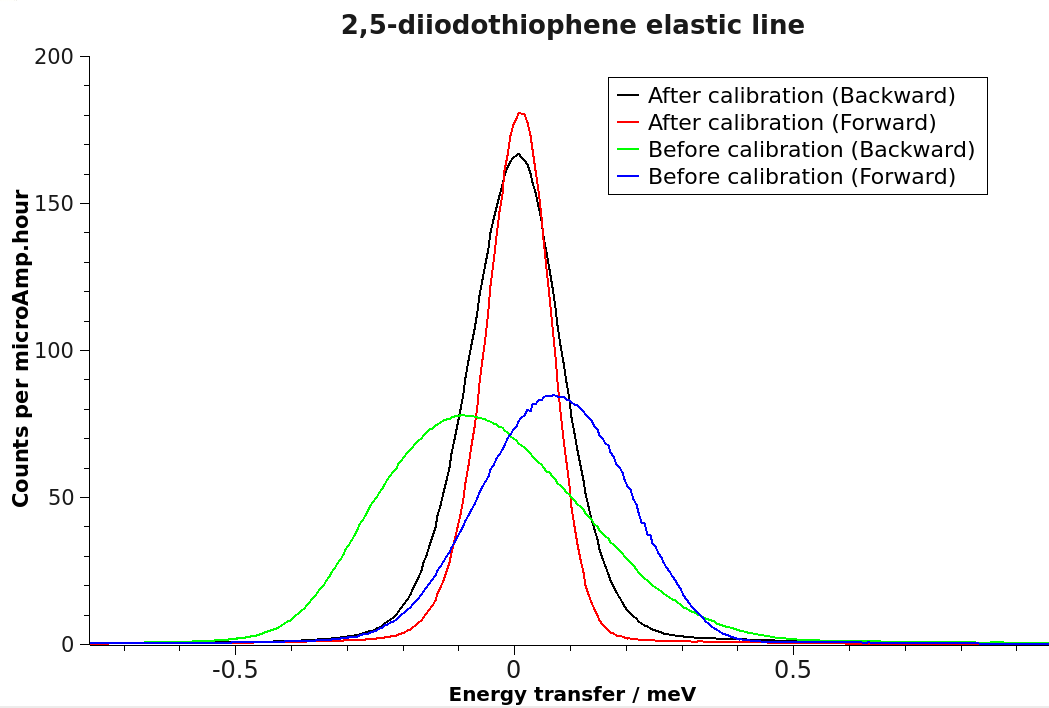 2,5-diiodothiophene elastic line
200
After calibration (Backward)
After calibration (Forward)
Before calibration (Backward)
Before calibration (Forward)
150
100
50
0
Counts per microAmp.hour
-0.5
0
0.5
Energy transfer / meV